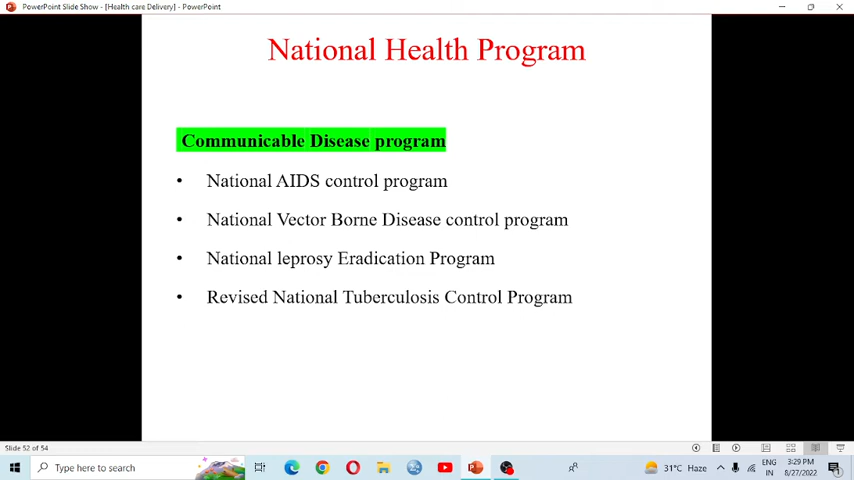 PowerPoint Slide Show - [Health care Delivery] - PowerPoint
National Health Program
Communicable Disease program
• National AIDS control program
• National Vector Borne Disease control program
• National leprosy Eradication Program
• Revised National Tuberculosis Control Program
Slide 52 of 54
Type here to search
31°C Haze
ENG
IN
3:29 PM
8/27/2022